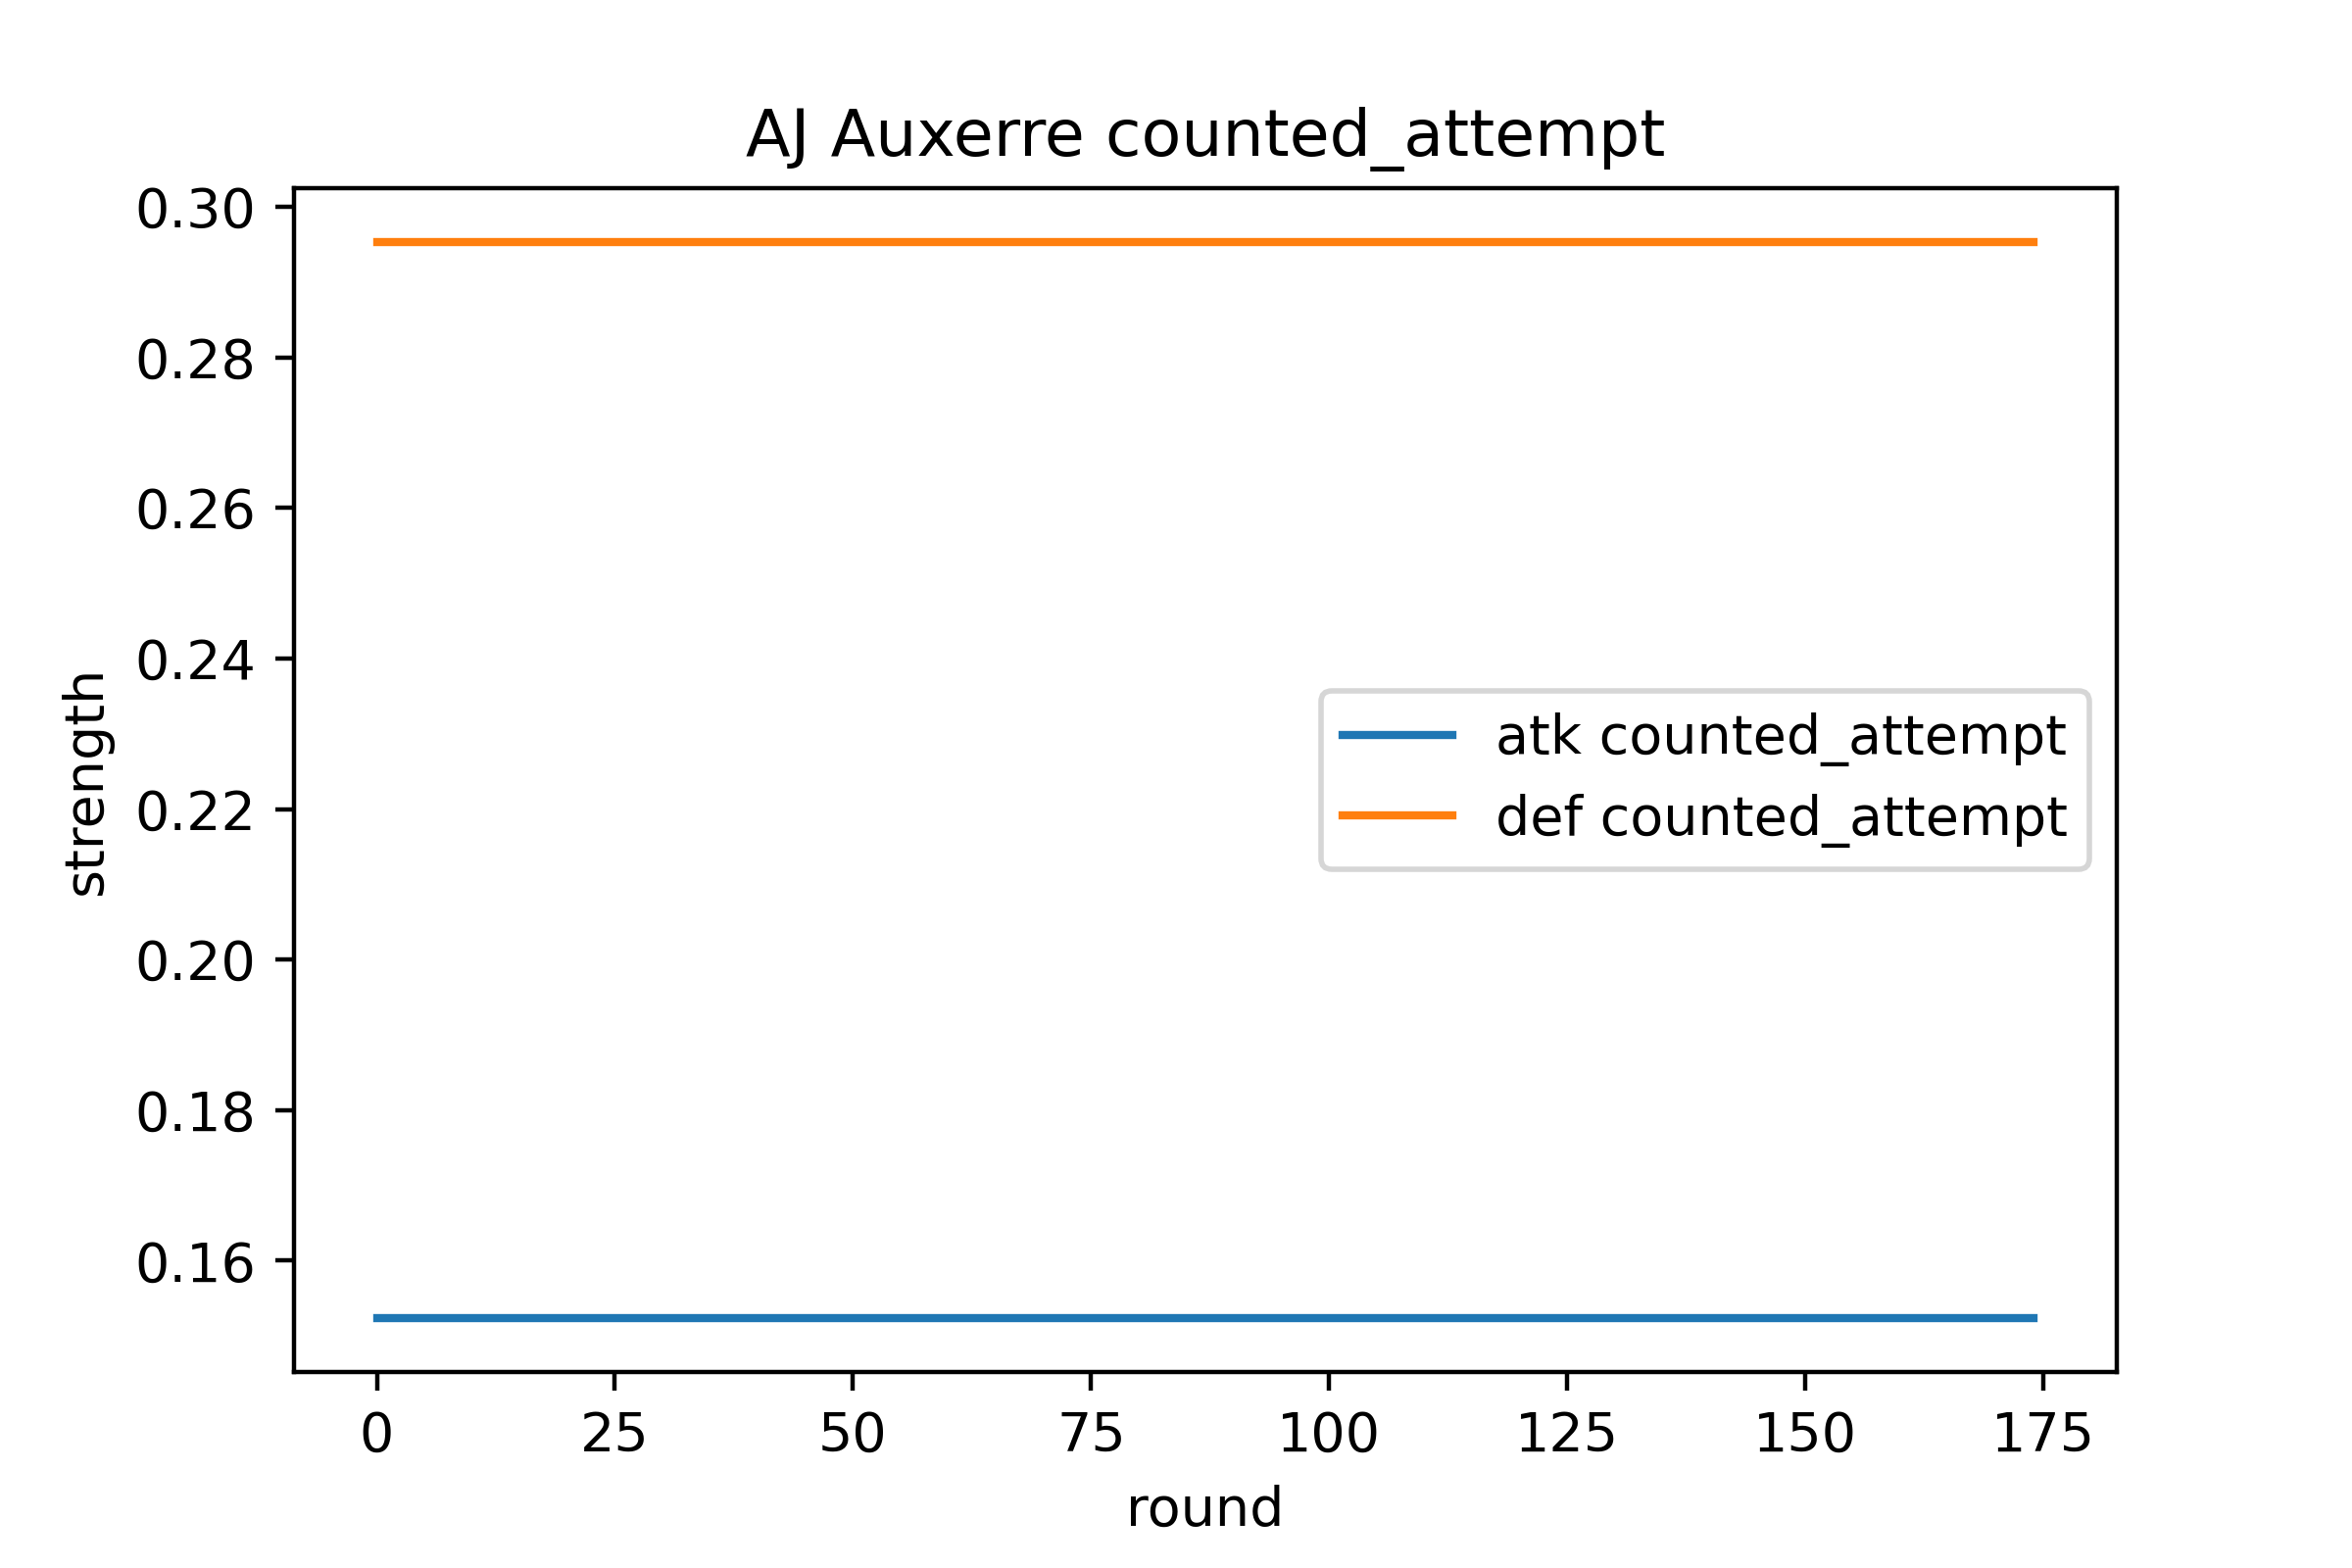 AJ Auxerre counted_attempt
0.30
0.28
0.26
0.24
0.22
0.20
0.18
0.16
strength
atk counted_attempt
def counted_attempt
0 25 50 75 100 125 150 175
round